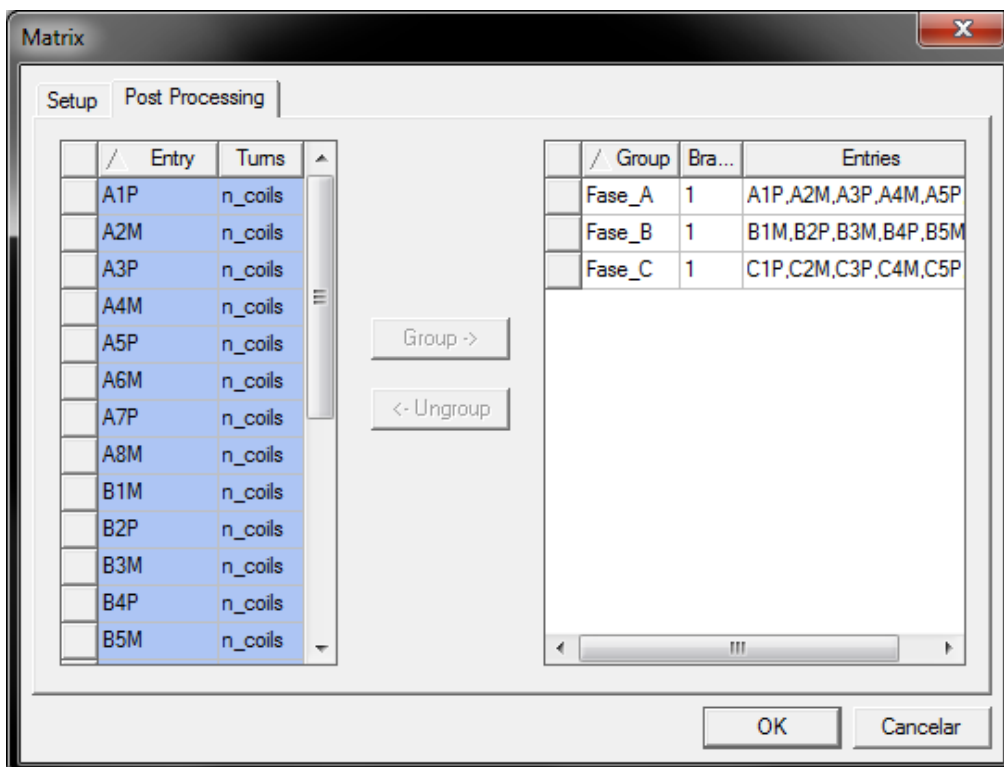 Matrix
Setup Post Processing
Entry Turns
A1P n_coils
A2M n_coils
A3P n_coils
A4M n_coils
A5P n_coils
A6M n_coils
A7P n_coils
A8M n_coils
B1M n_coils
B2P n_coils
B3M n_coils
B4P n_coils
B5M n_coils
Group ->
<- Ungroup
Group Bra... Entries
Fase_A 1 A1P,A2M,A3P,A4M,A5P
Fase_B 1 B1M,B2P,B3M,B4P,B5M
Fase_C 1 C1P,C2M,C3P,C4M,C5P
OK Cancelar